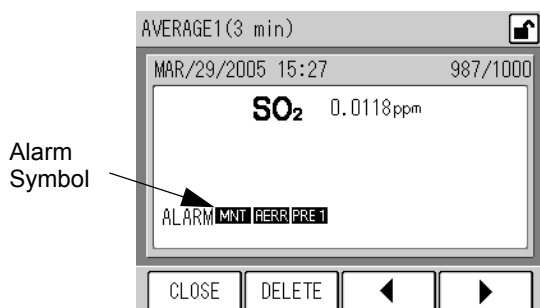 AVERAGE1(3 min)
MAR/29/2005 15:27 987/1000
SO₂ 0.0118ppm
Alarm
Symbol
ALARM MNT AERR PRE 1
CLOSE DELETE